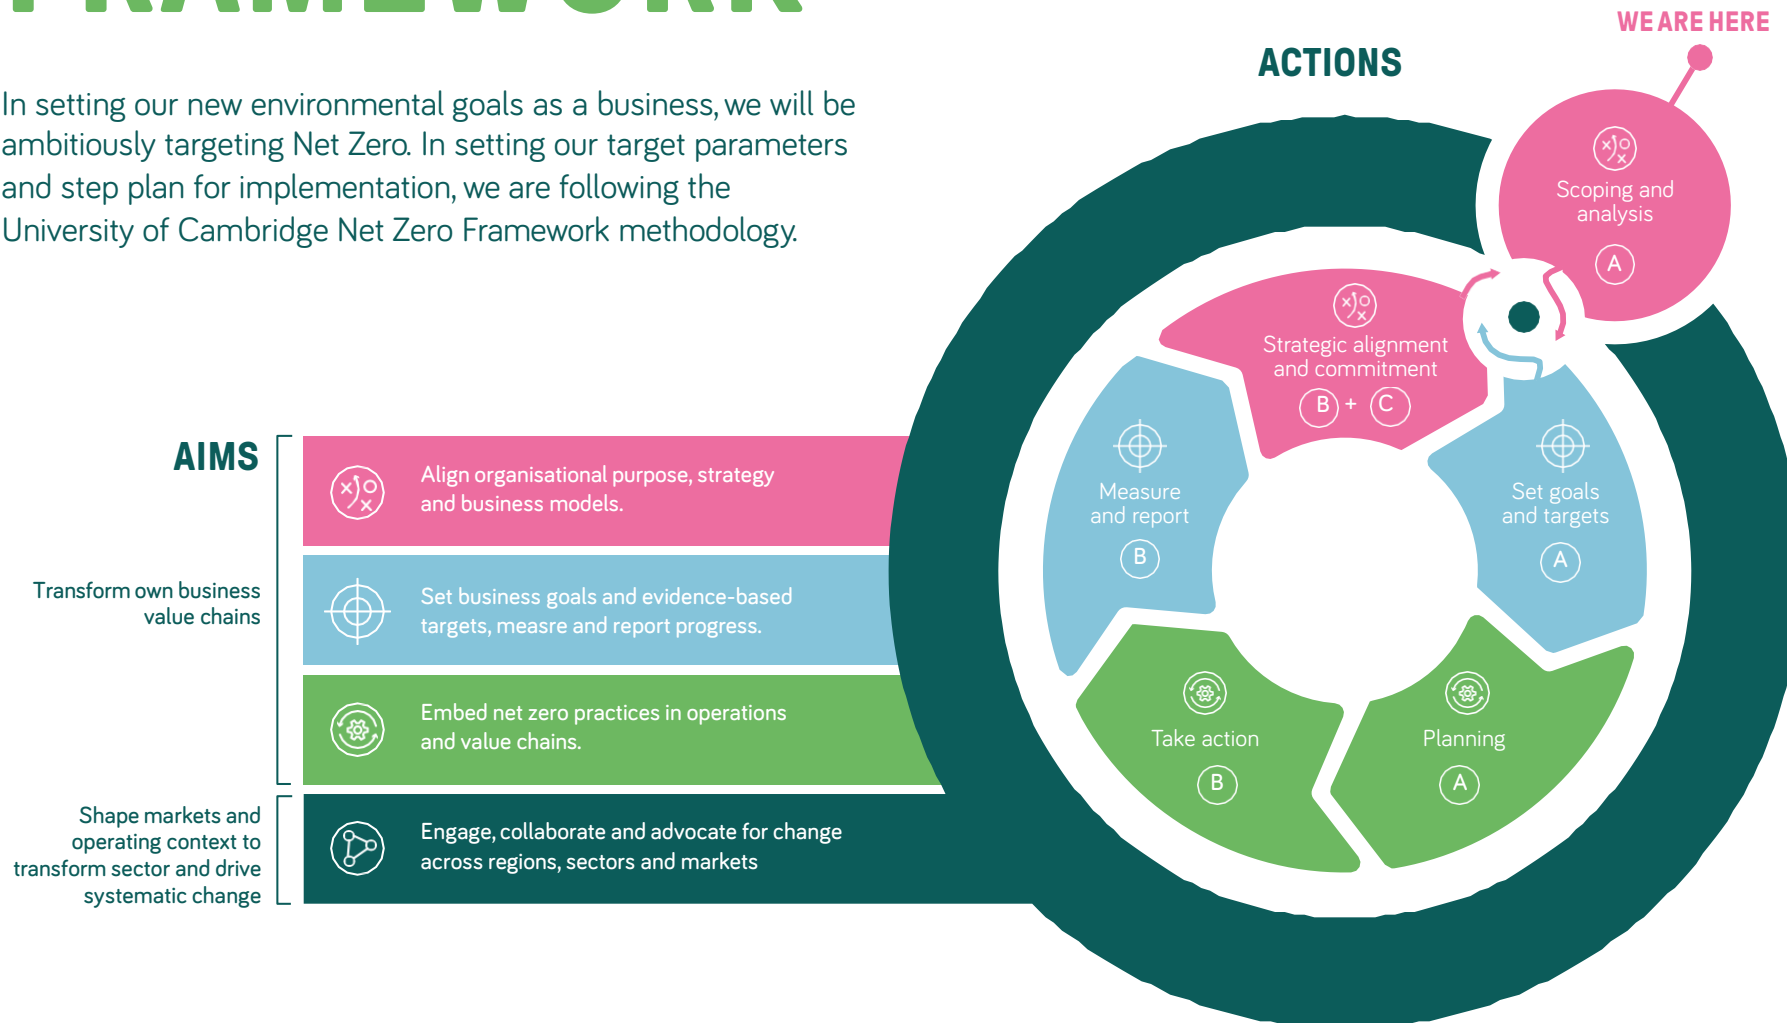 FRAMEWORK
In setting our new environmental goals as a business, we will be
ambitiously targeting Net Zero. In setting our target parameters
and step plan for implementation, we are following the
University of Cambridge Net Zero Framework methodology.
AIMS
Transform own business
value chains
Align organisational purpose, strategy
and business models.
Set business goals and evidence-based
targets, measre and report progress.
Embed net zero practices in operations
and value chains.
Shape markets and
operating context to
transform sector and drive
systematic change
Engage, collaborate and advocate for change
across regions, sectors and markets
ACTIONS
WE ARE HERE
Scoping and
analysis
A
Strategic alignment
and commitment
B + C
Set goals
and targets
A
Planning
A
Take action
B
Measure
and report
B